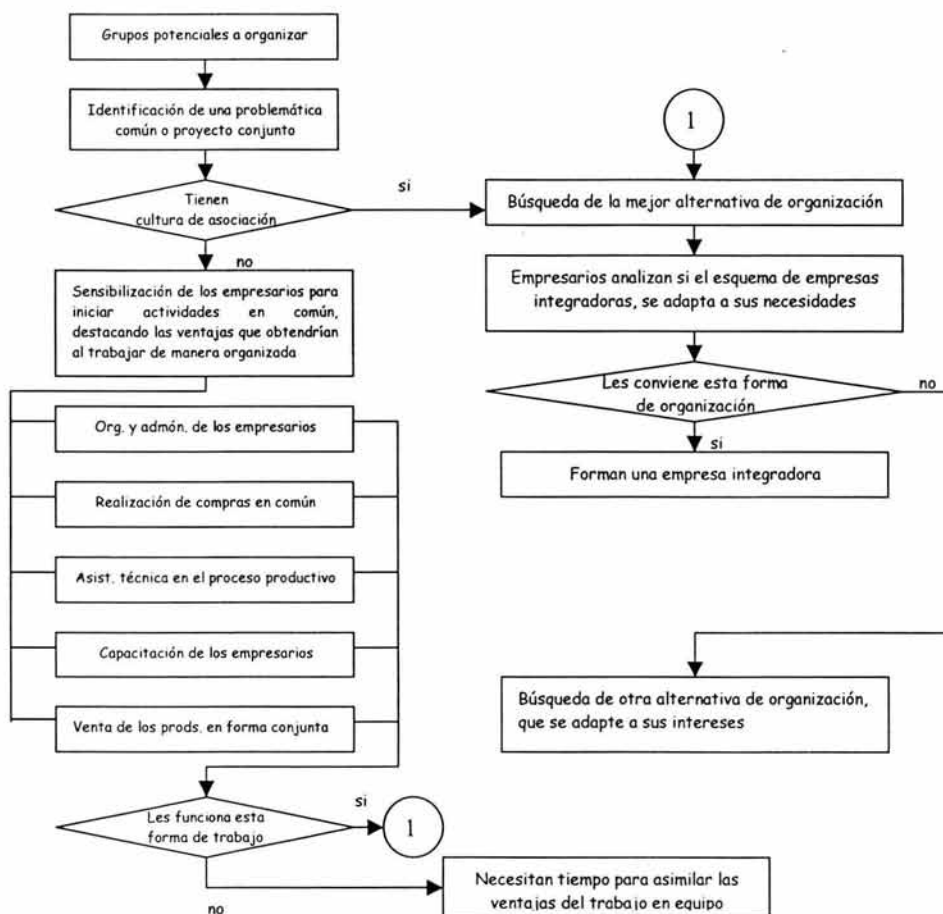 Grupos potenciales a organizar
Identificación de una problemática
común o proyecto conjunto
Tienen
cultura de asociación
si
no
Sensibilización de los empresarios para
iniciar actividades en común,
destacando las ventajas que obtendrían
al trabajar de manera organizada
Org. y admón. de los empresarios
Realización de compras en común
Asist. técnica en el proceso productivo
Capacitación de los empresarios
Venta de los prods. en forma conjunta
Les funciona esta
forma de trabajo
si
1
no
Necesitan tiempo para asimilar las
ventajas del trabajo en equipo
1
Búsqueda de la mejor alternativa de organización
Empresarios analizan si el esquema de empresas
integradoras, se adapta a sus necesidades
Les conviene esta forma
de organización
no
si
Forman una empresa integradora
Búsqueda de otra alternativa de organización,
que se adapte a sus intereses